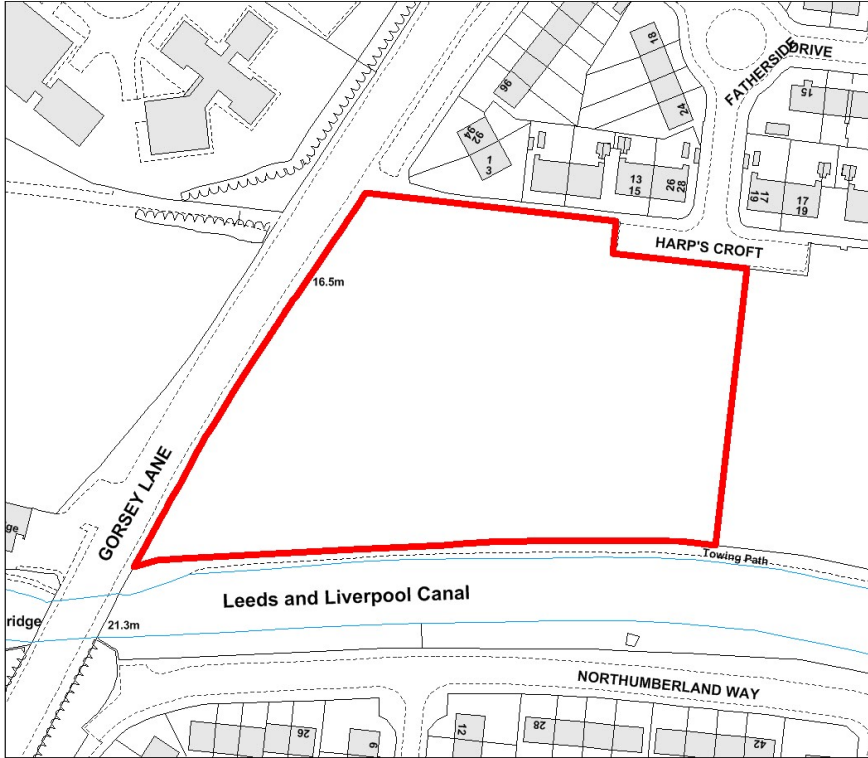 18
DRIVE
FATHERSIDE
96
24
15
92
94
1
3
13
15
26
28
17
19
17
19
HARP'S CROFT
16.5m
GORSEY LANE
ge
Towing Path
Leeds and Liverpool Canal
ridge
21.3m
NORTHUMBERLAND WAY
26
6
12
28
42